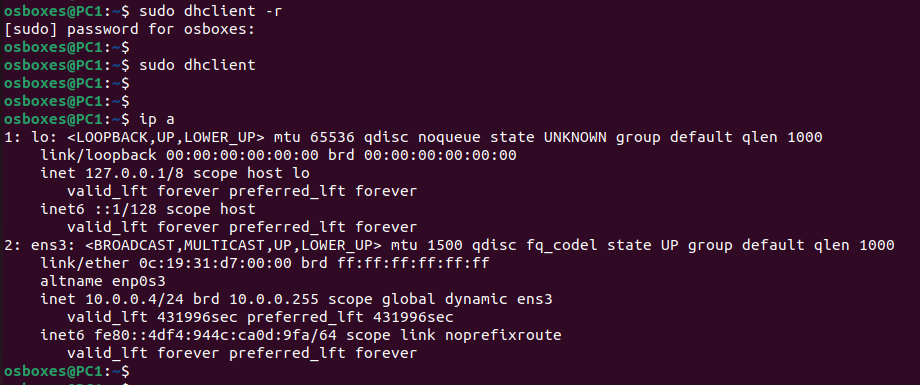 osboxes@PC1:~$ sudo dhclient -r
[sudo] password for osboxes:
osboxes@PC1:~$
osboxes@PC1:~$ sudo dhclient
osboxes@PC1:~$
osboxes@PC1:~$
osboxes@PC1:~$ ip a
1: lo: <LOOPBACK,UP,LOWER_UP> mtu 65536 qdisc noqueue state UNKNOWN group default qlen 1000
    link/loopback 00:00:00:00:00:00 brd 00:00:00:00:00:00
    inet 127.0.0.1/8 scope host lo
       valid_lft forever preferred_lft forever
    inet6 ::1/128 scope host
       valid_lft forever preferred_lft forever
2: ens3: <BROADCAST,MULTICAST,UP,LOWER_UP> mtu 1500 qdisc fq_codel state UP group default qlen 1000
    link/ether 0c:19:31:d7:00:00 brd ff:ff:ff:ff:ff:ff
    altname enp0s3
    inet 10.0.0.4/24 brd 10.0.0.255 scope global dynamic ens3
       valid_lft 431996sec preferred_lft 431996sec
    inet6 fe80::4df4:944c:ca0d:9fa/64 scope link noprefixroute
       valid_lft forever preferred_lft forever
osboxes@PC1:~$